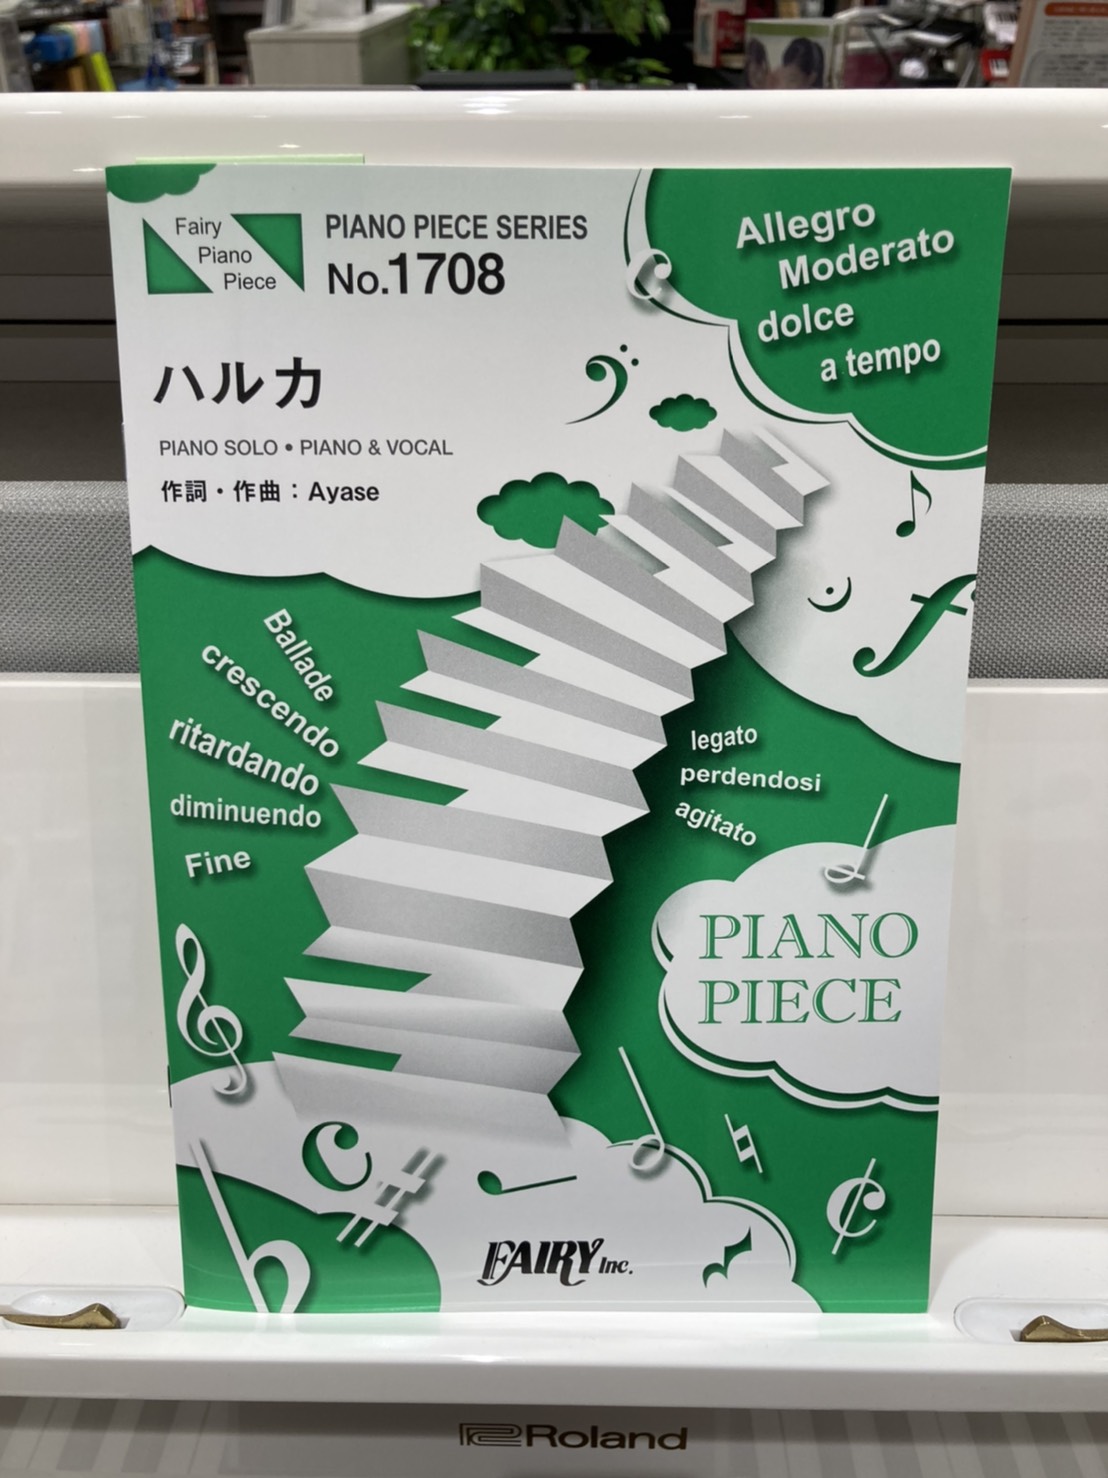 Fairy
Piano
Piece
PIANO PIECE SERIES
No.1708
ハルカ
PIANO SOLO • PIANO & VOCAL
作詞・作曲：Ayase
Allegro
Moderato
dolce
a tempo
Ballade
crescendo
ritardando
diminuendo
Fine
legato
perdendosi
agitato
PIANO
PIECE
FAIRY Inc.
Roland